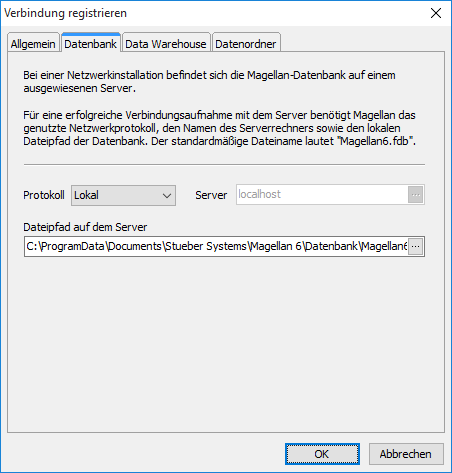 Verbindung registrieren
Allgemein Datenbank Data Warehouse Datenordner
Bei einer Netzwerkinstallation befindet sich die Magellan-Datenbank auf einem
ausgewiesenen Server.
Für eine erfolgreiche Verbindungsaufnahme mit dem Server benötigt Magellan das
genutzte Netzwerkprotokoll, den Namen des Serverrechners sowie den lokalen
Dateipfad der Datenbank. Der standardmäßige Dateiname lautet "Magellan6.fdb".
Protokoll Lokal Server localhost ...
Dateipfad auf dem Server
C:\ProgramData\Documents\Stueber Systems\Magellan 6\Datenbank\Magellan6 ...
OK Abbrechen